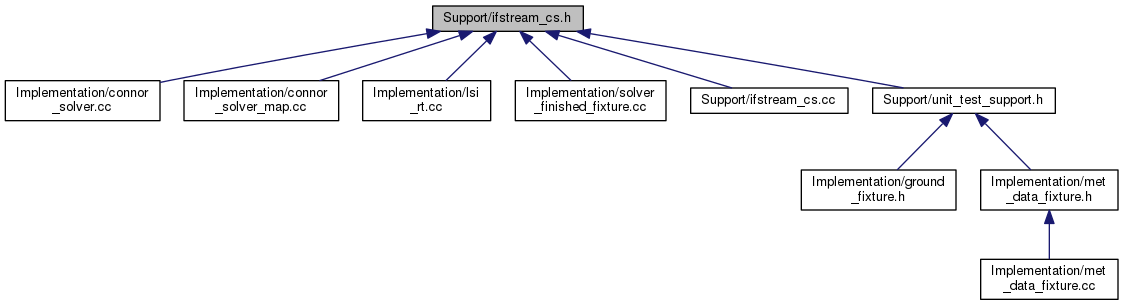 Support/ifstream_cs.h
Implementation/connor
_solver.cc
Implementation/connor
_solver_map.cc
Implementation/lsi
_rt.cc
Implementation/solver
_finished_fixture.cc
Support/ifstream_cs.cc
Support/unit_test_support.h
Implementation/ground
_fixture.h
Implementation/met
_data_fixture.h
Implementation/met
_data_fixture.cc